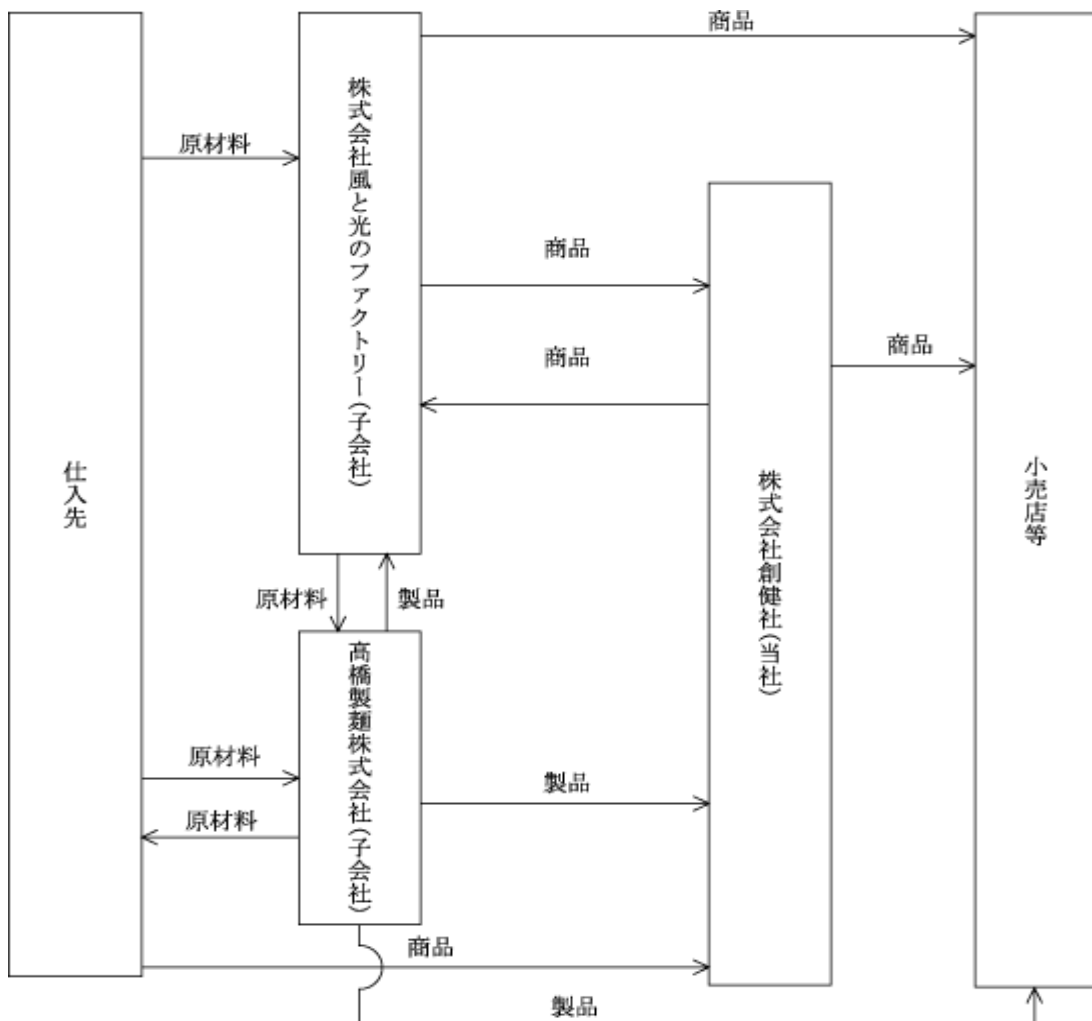 商品
株式会社風と光のファクトリー(子会社)
原材料
商品
商品
商品
仕入先
小売店等
株式会社創健社(当社)
原材料
製品
高橋製麺株式会社(子会社)
原材料
製品
原材料
商品
製品